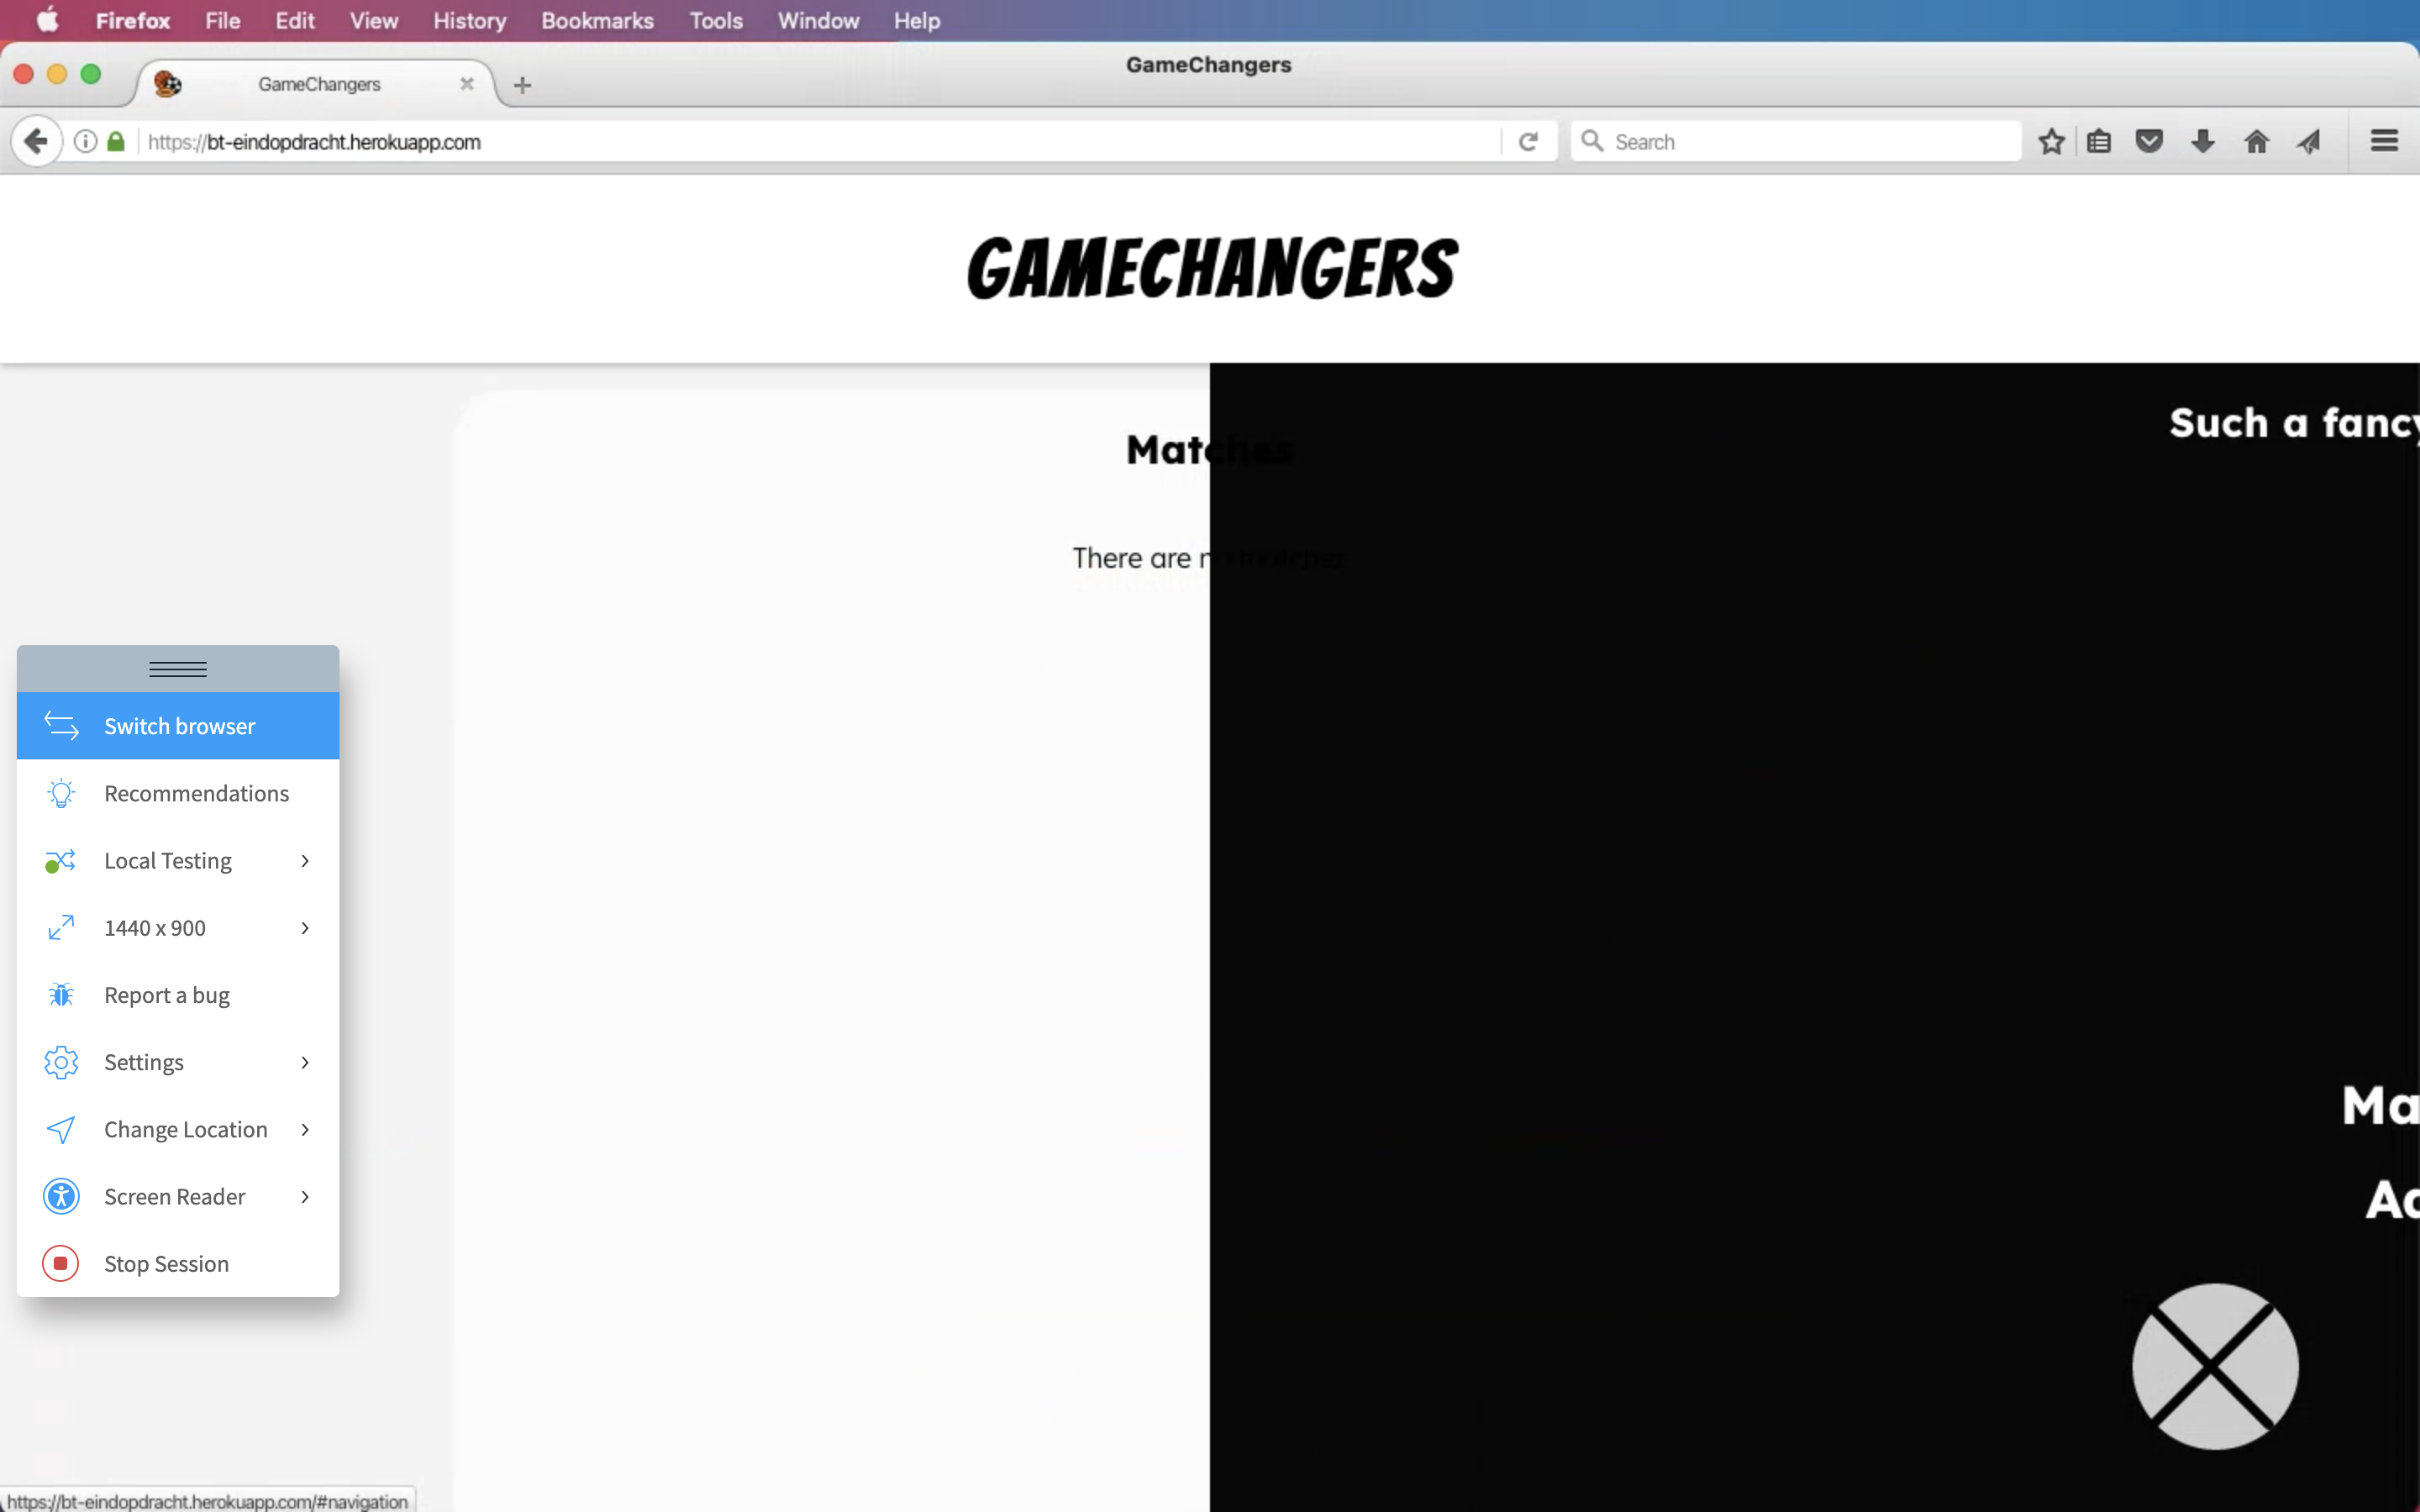 Firefox File Edit View History Bookmarks Tools Window Help
GameChangers
GameChangers
https://bt-eindopdracht.herokuapp.com
Search
GAMECHANGERS
Such a fancy
Matches
There are no matches
Switch browser
Recommendations
Local Testing
1440 x 900
Report a bug
Settings
Change Location
Screen Reader
Stop Session
Ma
Ac
https://bt-eindopdracht.herokuapp.com/#navigation